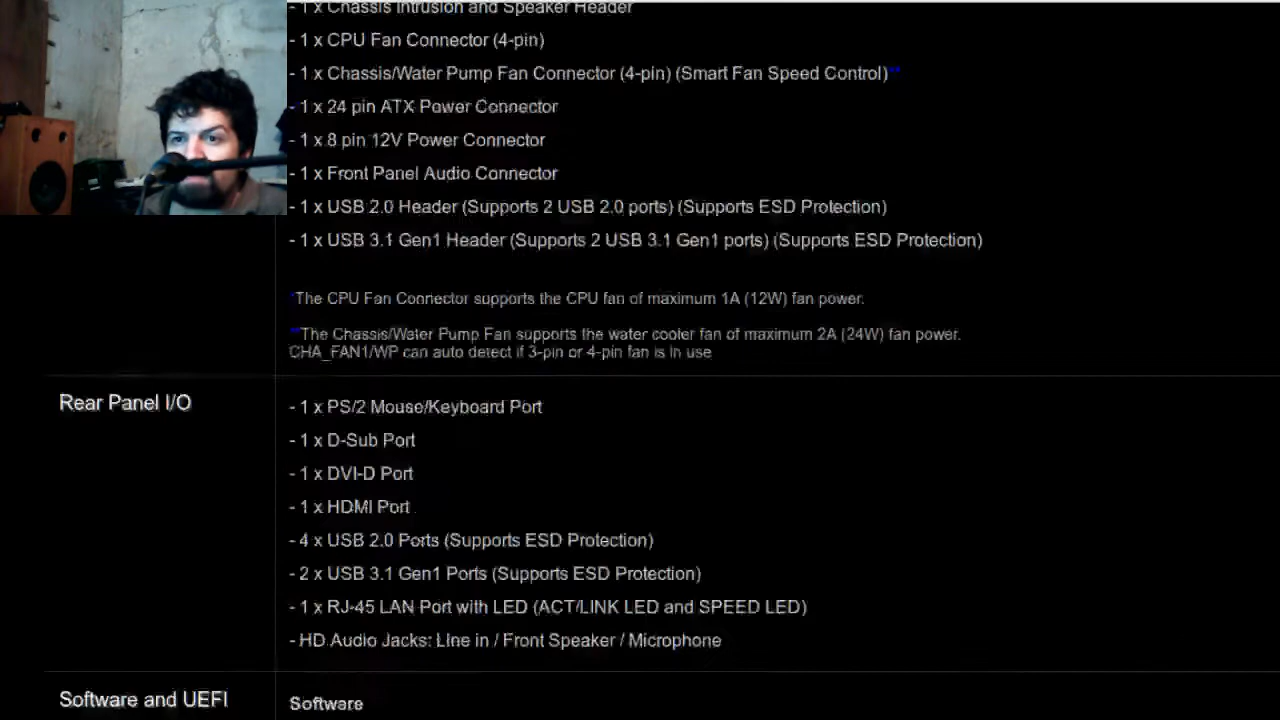 - 1 x Chassis Intrusion and Speaker Header
- 1 x CPU Fan Connector (4-pin)
- 1 x Chassis/Water Pump Fan Connector (4-pin) (Smart Fan Speed Control)**
- 1 x 24 pin ATX Power Connector
- 1 x 8 pin 12V Power Connector
- 1 x Front Panel Audio Connector
- 1 x USB 2.0 Header (Supports 2 USB 2.0 ports) (Supports ESD Protection)
- 1 x USB 3.1 Gen1 Header (Supports 2 USB 3.1 Gen1 ports) (Supports ESD Protection)
*The CPU Fan Connector supports the CPU fan of maximum 1A (12W) fan power.
**The Chassis/Water Pump Fan supports the water cooler fan of maximum 2A (24W) fan power.
CHA_FAN1/WP can auto detect if 3-pin or 4-pin fan is in use
Rear Panel I/O
- 1 x PS/2 Mouse/Keyboard Port
- 1 x D-Sub Port
- 1 x DVI-D Port
- 1 x HDMI Port
- 4 x USB 2.0 Ports (Supports ESD Protection)
- 2 x USB 3.1 Gen1 Ports (Supports ESD Protection)
- 1 x RJ-45 LAN Port with LED (ACT/LINK LED and SPEED LED)
- HD Audio Jacks: Line in / Front Speaker / Microphone
Software and UEFI
Software